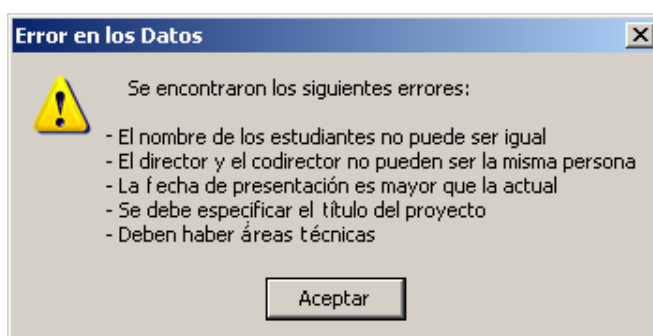 Error en los Datos
Se encontraron los siguientes errores:
- El nombre de los estudiantes no puede ser igual
- El director y el codirector no pueden ser la misma persona
- La fecha de presentación es mayor que la actual
- Se debe especificar el título del proyecto
- Deben haber áreas técnicas
Aceptar